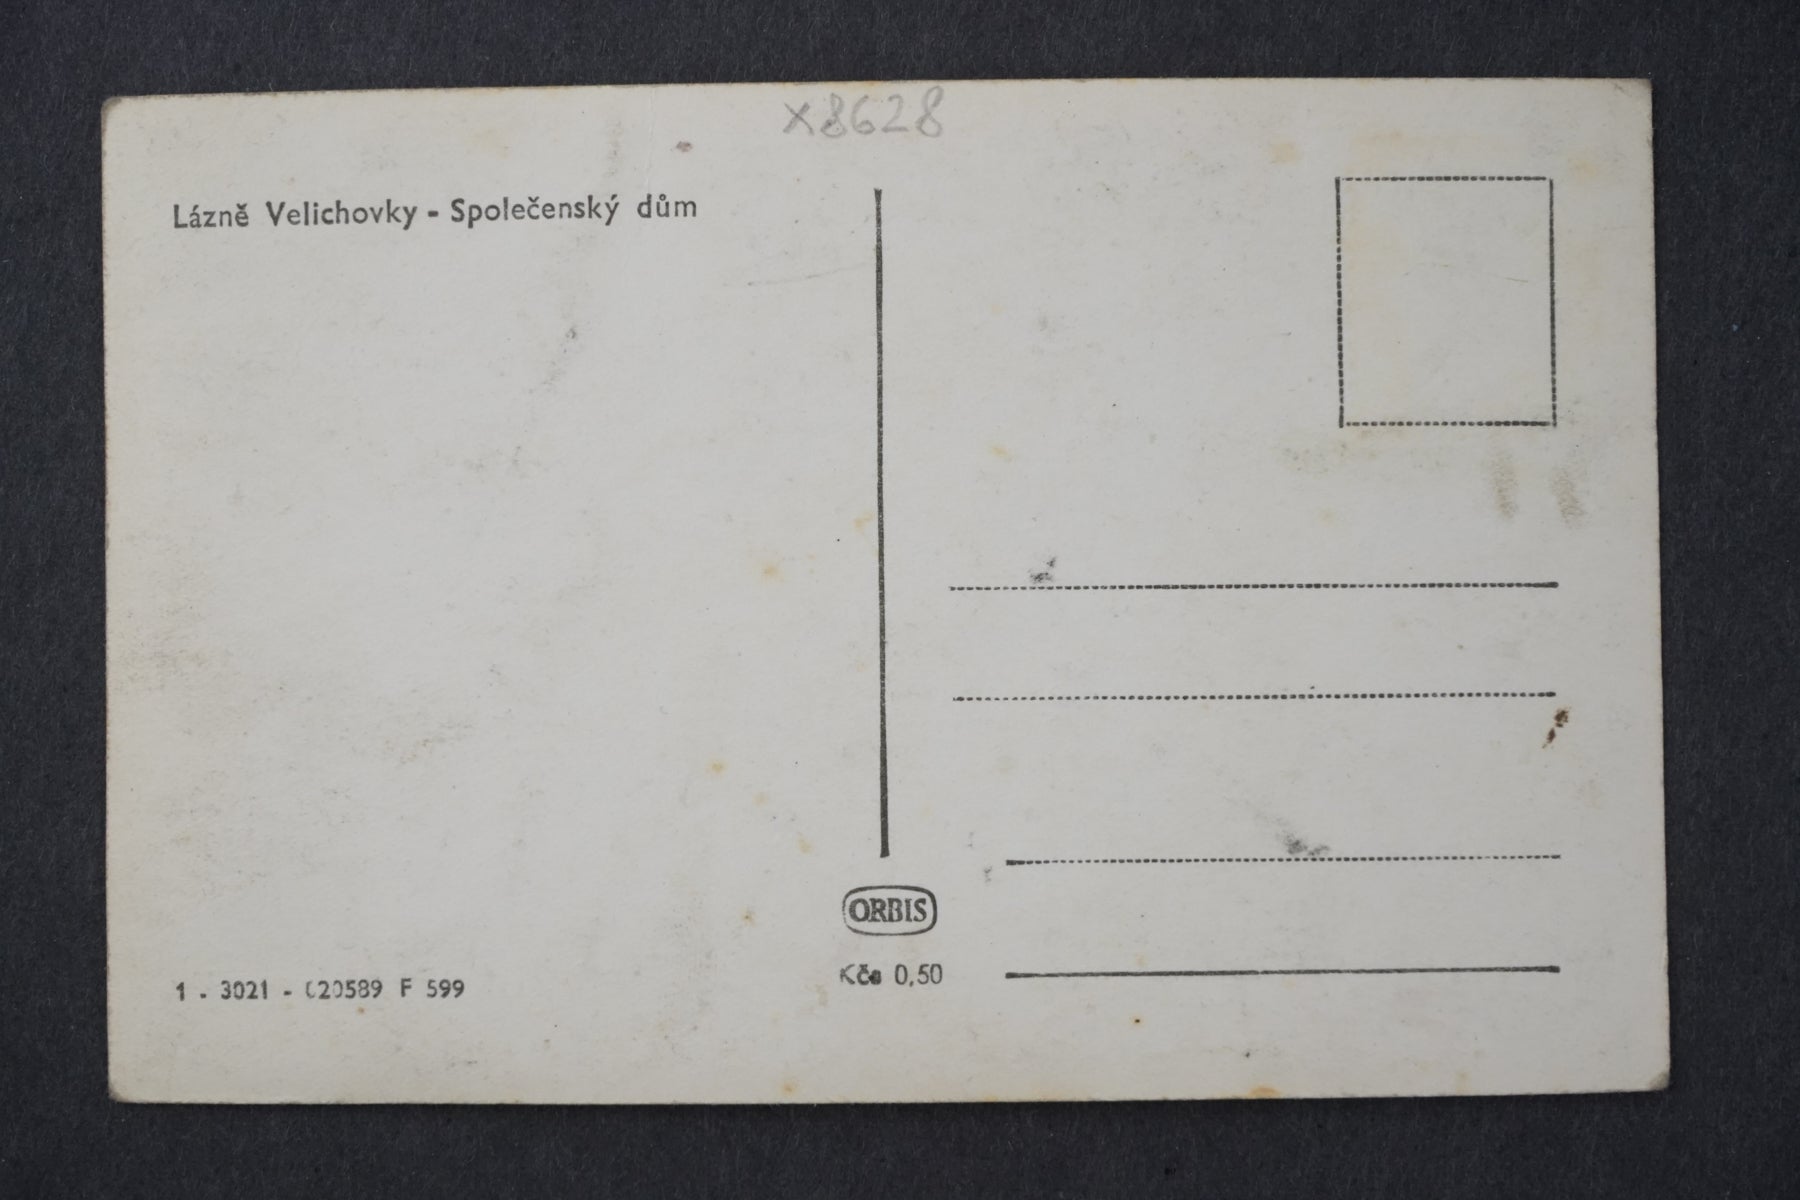 x8628
Lázně Velichovky - Společenský dům
ORBIS
Kčs 0,50
1 - 3021 - 020589 F 599